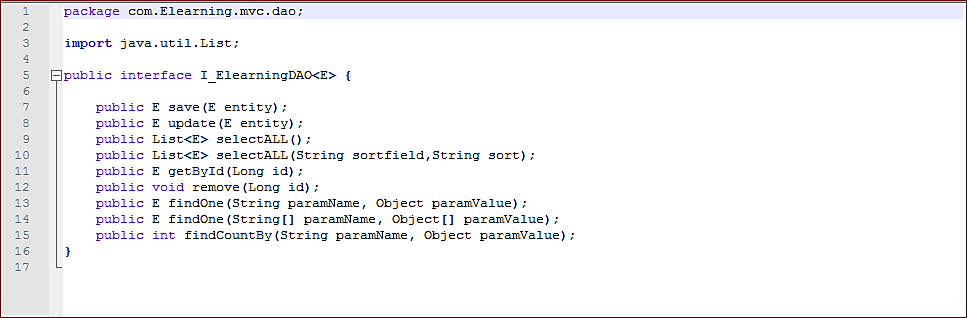 1 package com.Elearning.mvc.dao;
2
3 import java.util.List;
4
5 public interface I_ElearningDAO<E> {
6
7 public E save(E entity);
8 public E update(E entity);
9 public List<E> selectALL();
10 public List<E> selectALL(String sortfield,String sort);
11 public E getById(Long id);
12 public void remove(Long id);
13 public E findOne(String paramName, Object paramValue);
14 public E findOne(String[] paramName, Object[] paramValue);
15 public int findCountBy(String paramName, Object paramValue);
16 }
17